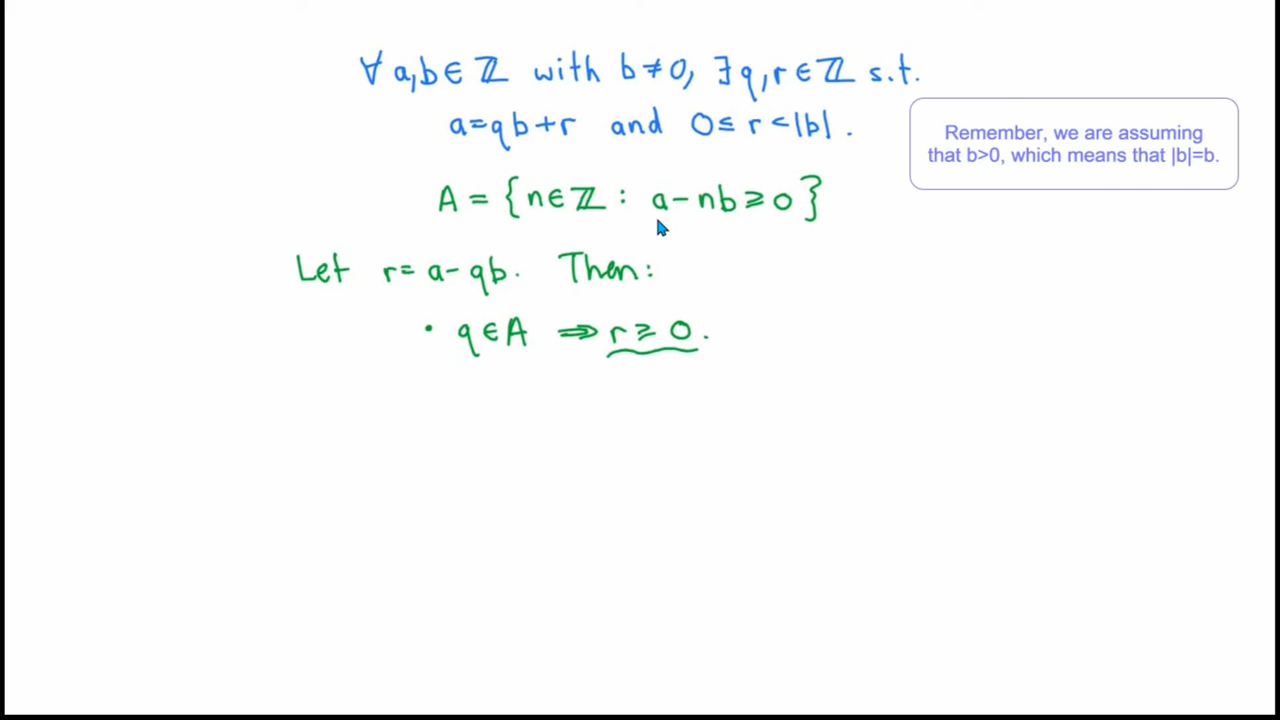 ∀ a,b ∈ ℤ with b ≠ 0, ∃ q,r ∈ ℤ s.t.
a = qb + r and 0 ≤ r < |b|.
Remember, we are assuming
that b>0, which means that |b|=b.
A = { n ∈ ℤ : a - nb ⩾ 0 }
Let r = a - qb. Then:
• q ∈ A ⇒ r ⩾ 0.